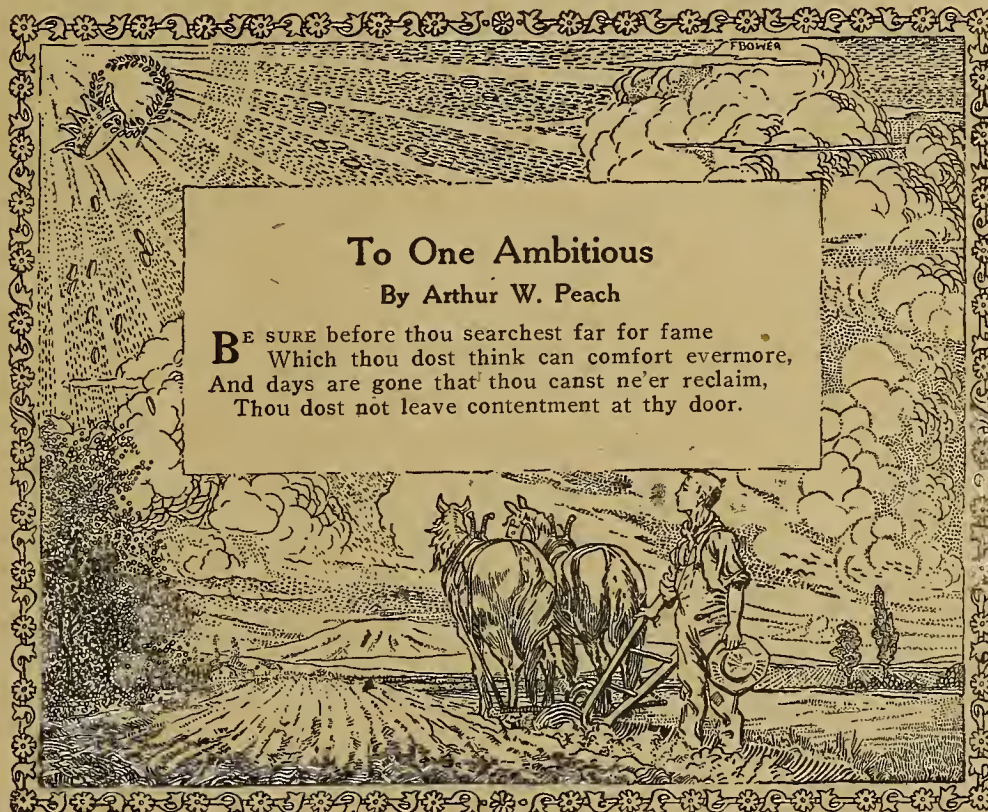 F BOWER
To One Ambitious
By Arthur W. Peach
BE SURE before thou searchest far for fame
Which thou dost think can comfort evermore,
And days are gone that thou canst ne'er reclaim,
Thou dost not leave contentment at thy door.